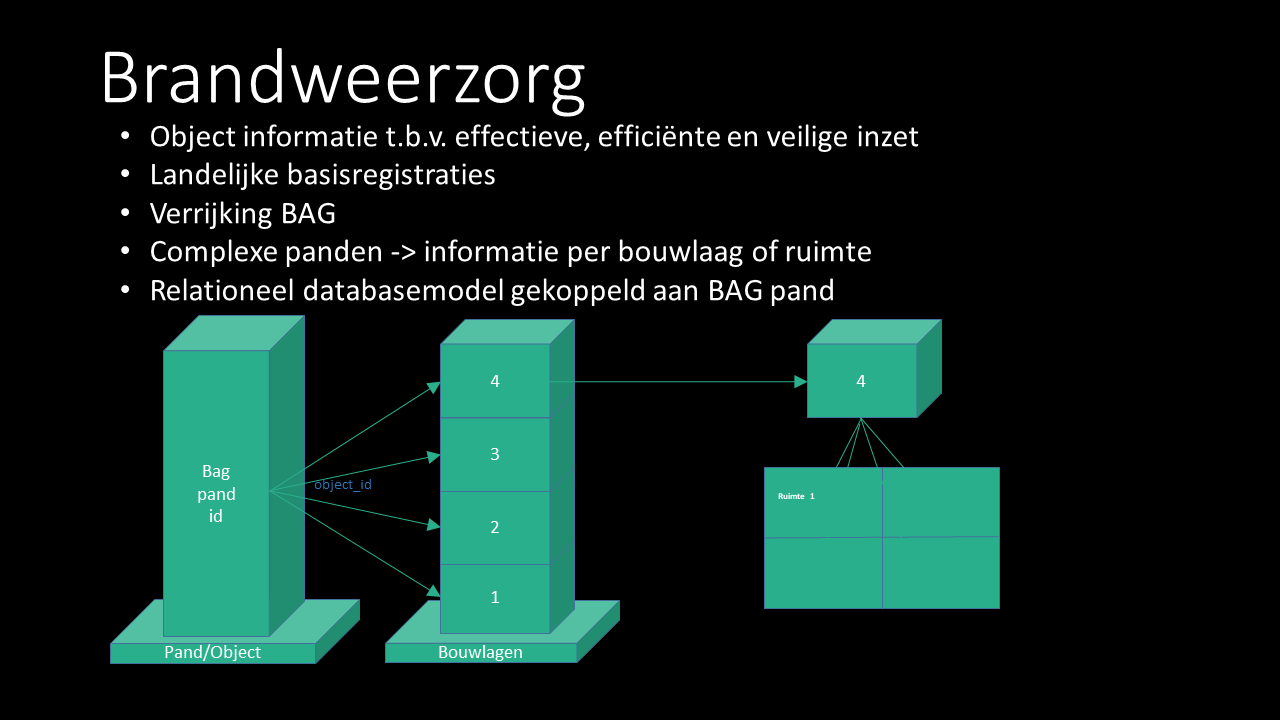 Brandweerzorg
• Object informatie t.b.v. effectieve, efficiënte en veilige inzet
• Landelijke basisregistraties
• Verrijking BAG
• Complexe panden -> informatie per bouwlaag of ruimte
• Relationeel databasemodel gekoppeld aan BAG pand
Bag
pand
id
Pand/Object
object_id
4
3
2
1
Bouwlagen
4
Ruimte 1